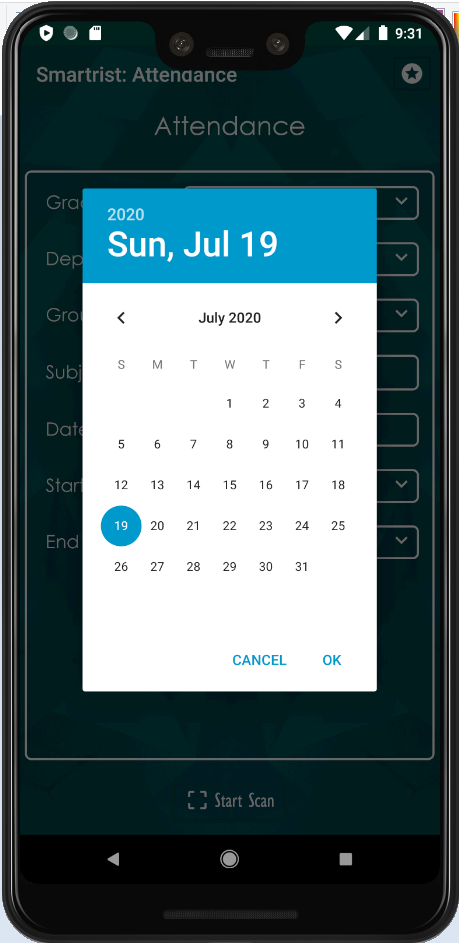 9:31
Smartrist: Attendance
Attendance
Gra
Dep
Grou
Subj
Date
Start
End
2020
Sun, Jul 19
July 2020
S M T W T F S
1 2 3 4
5 6 7 8 9 10 11
12 13 14 15 16 17 18
19 20 21 22 23 24 25
26 27 28 29 30 31
CANCEL OK
Start Scan